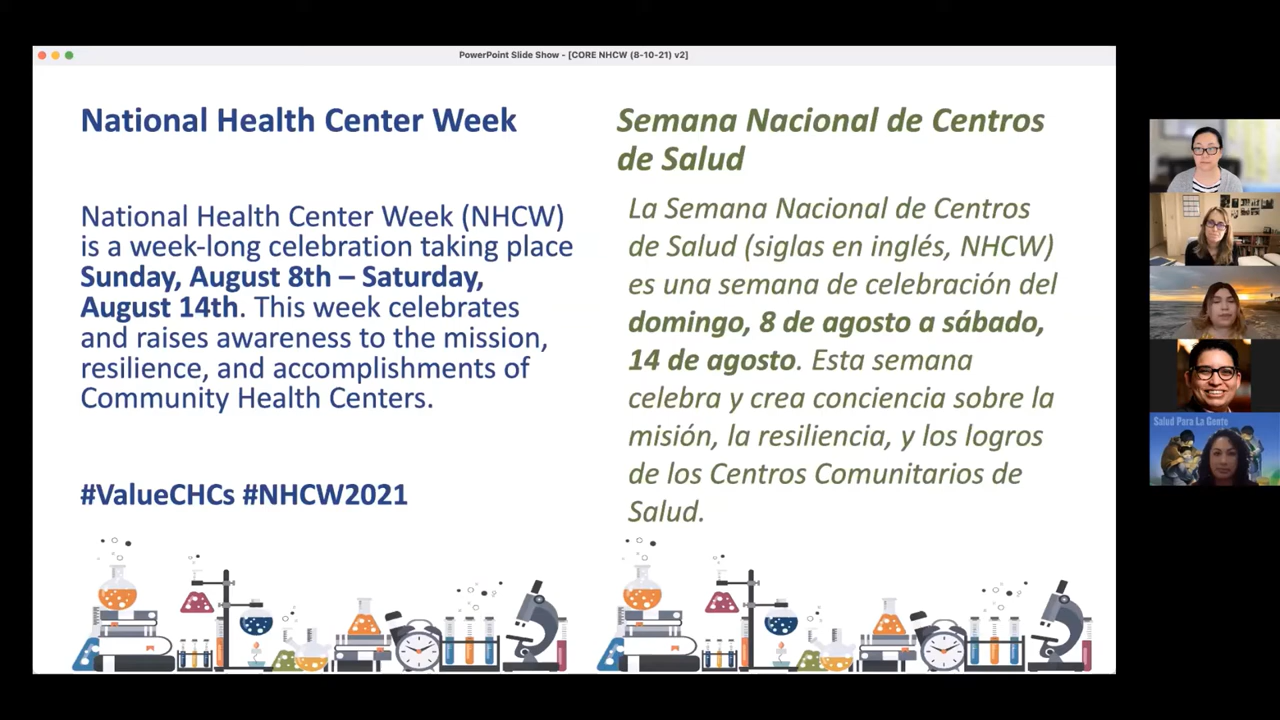 PowerPoint Slide Show - [CORE NHCW (8-10-21) v2]
National Health Center Week
National Health Center Week (NHCW)
is a week-long celebration taking place
Sunday, August 8th – Saturday,
August 14th. This week celebrates
and raises awareness to the mission,
resilience, and accomplishments of
Community Health Centers.
#ValueCHCs #NHCW2021
Semana Nacional de Centros
de Salud
La Semana Nacional de Centros
de Salud (siglas en inglés, NHCW)
es una semana de celebración del
domingo, 8 de agosto a sábado,
14 de agosto. Esta semana
celebra y crea conciencia sobre la
misión, la resiliencia, y los logros
de los Centros Comunitarios de
Salud.
Salud Para La Gente